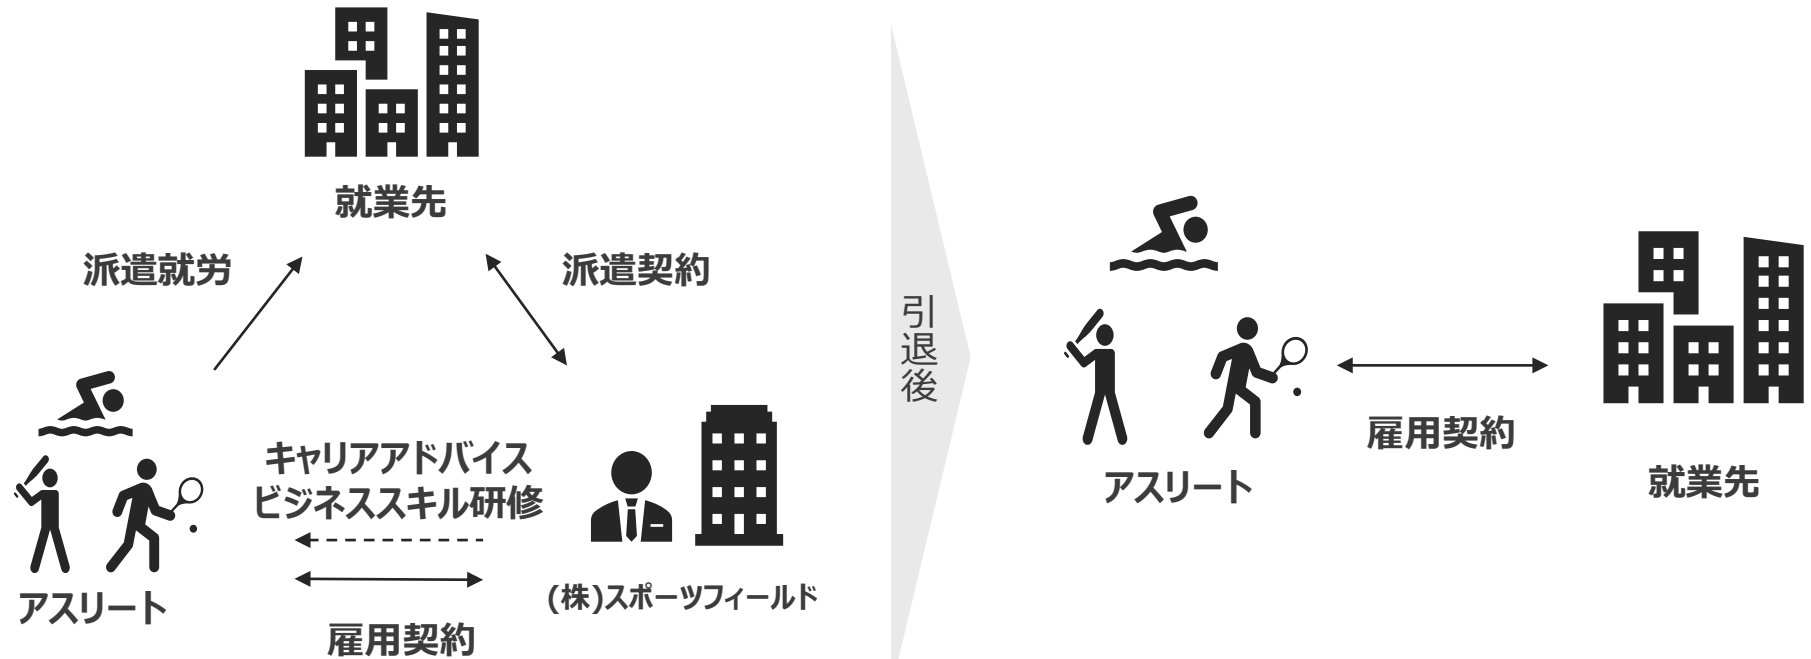 就業先
派遣就労
派遣契約
キャリアアドバイス
ビジネススキル研修
(株)スポーツフィールド
アスリート
雇用契約
引退後
雇用契約
アスリート
就業先